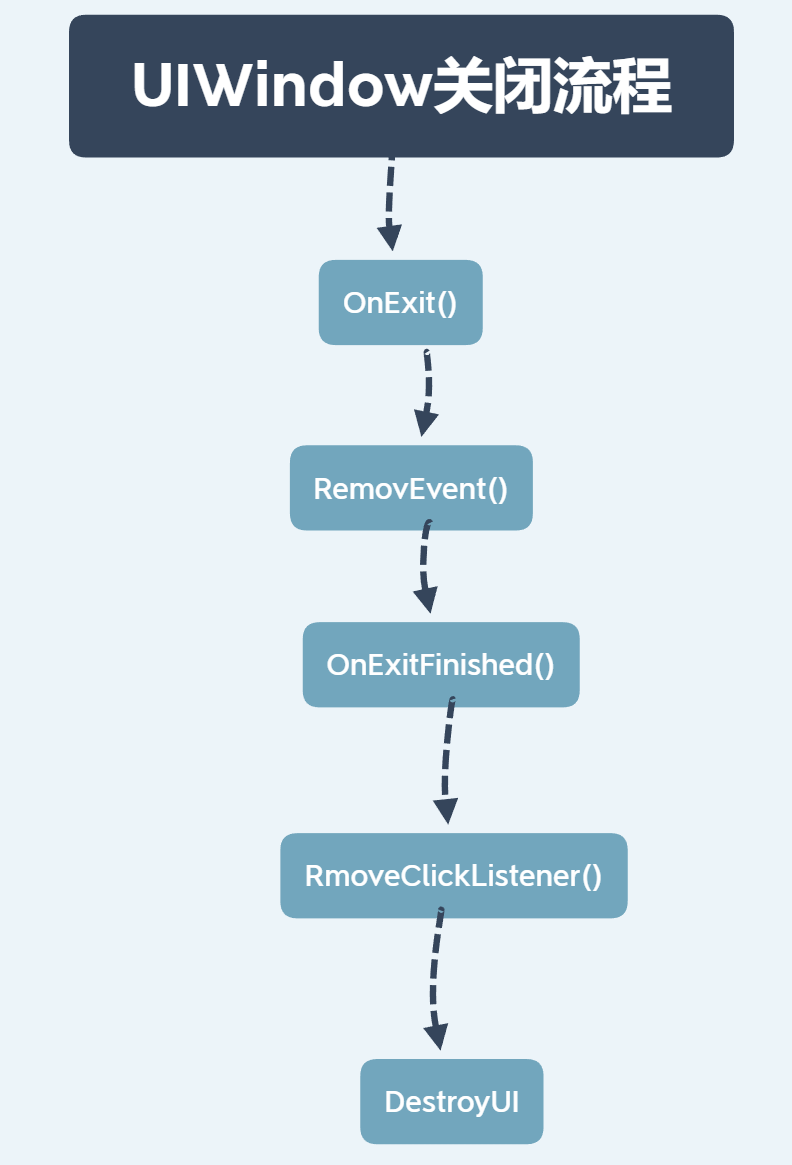 UIWindow关闭流程
OnExit()
RemovEvent()
OnExitFinished()
RmoveClickListener()
DestroyUI